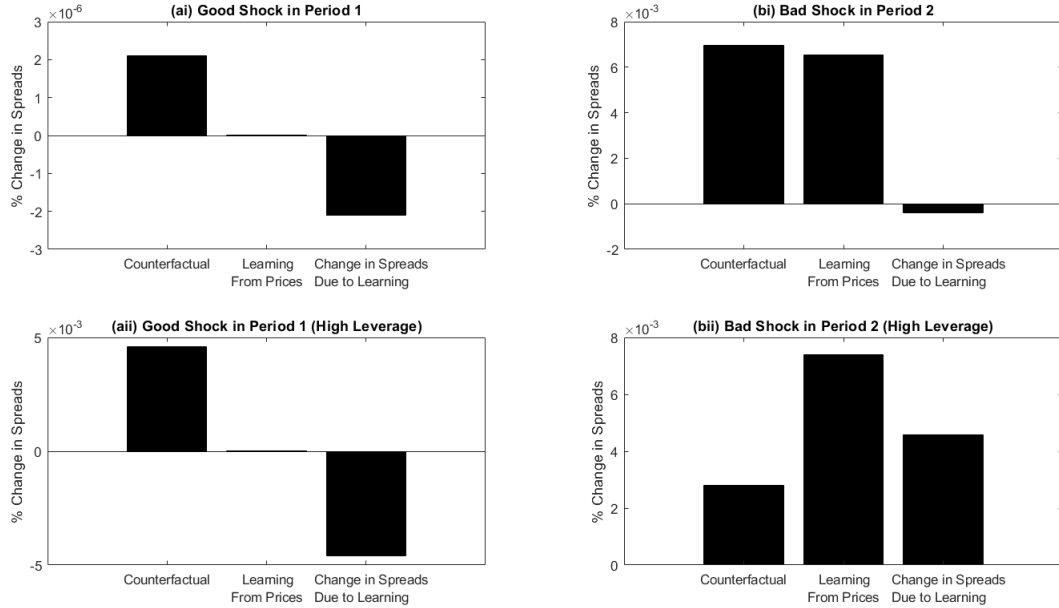 (ai) Good Shock in Period 1
×10⁻⁶
% Change in Spreads
3
2
1
0
-1
-2
-3
Counterfactual
Learning
From Prices
Change in Spreads
Due to Learning
(bi) Bad Shock in Period 2
×10⁻³
% Change in Spreads
8
6
4
2
0
-2
Counterfactual
Learning
From Prices
Change in Spreads
Due to Learning
(aii) Good Shock in Period 1 (High Leverage)
×10⁻³
% Change in Spreads
5
0
-5
Counterfactual
Learning
From Prices
Change in Spreads
Due to Learning
(bii) Bad Shock in Period 2 (High Leverage)
×10⁻³
% Change in Spreads
8
6
4
2
0
Counterfactual
Learning
From Prices
Change in Spreads
Due to Learning